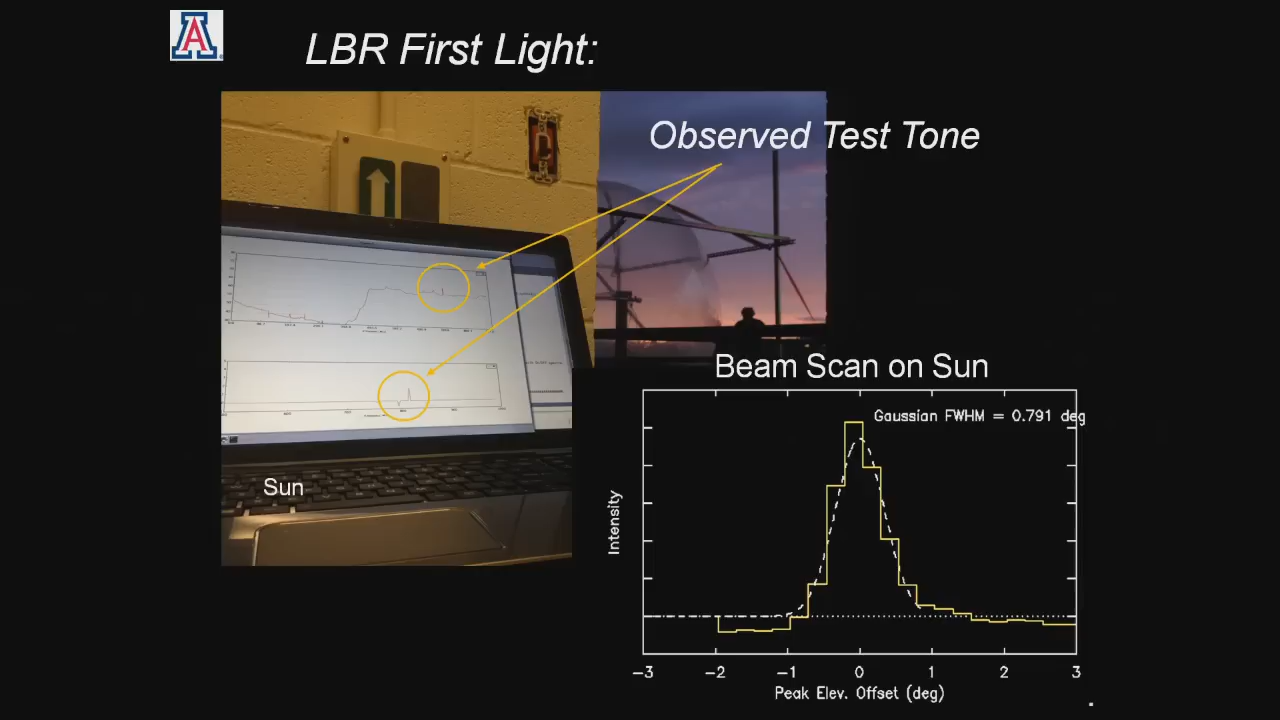 A
LBR First Light:
Observed Test Tone
Sun
Beam Scan on Sun
Gaussian FWHM = 0.791 deg
Intensity
−3 −2 −1 0 1 2 3
Peak Elev. Offset (deg)